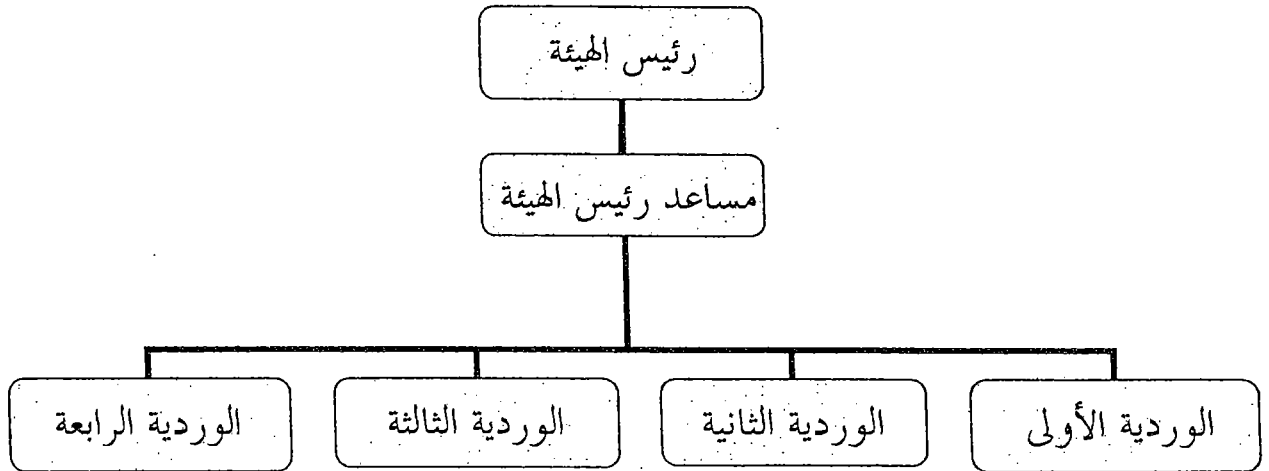 رئيس الهيئة
مساعد رئيس الهيئة
الوردية الأولى
الوردية الثانية
الوردية الثالثة
الوردية الرابعة